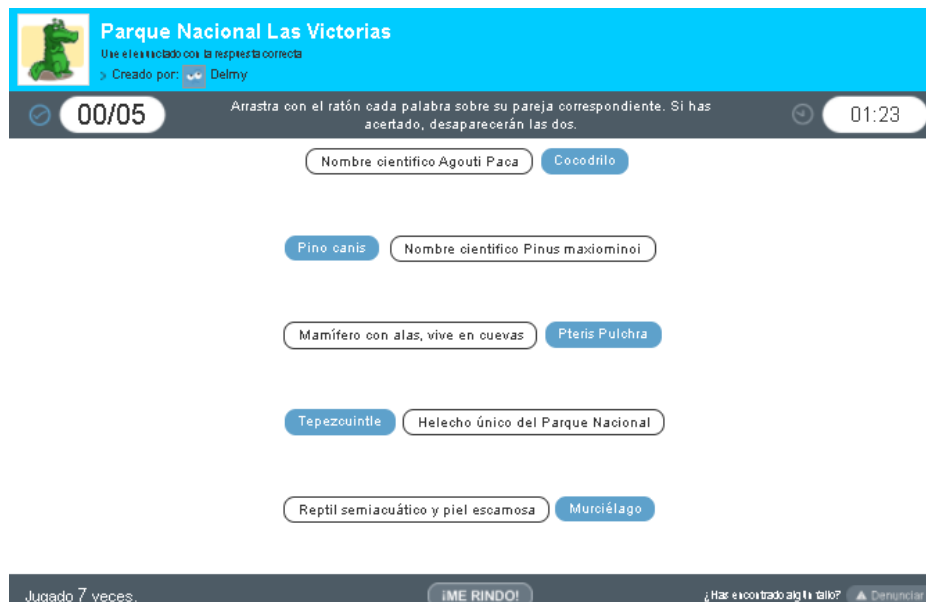 Parque Nacional Las Victorias
Une el enunciado con la respuesta correcta
> Creado por: Delmy
00/05
Arrastra con el ratón cada palabra sobre su pareja correspondiente. Si has
acertado, desaparecerán las dos.
01:23
Nombre cientifico Agouti Paca Cocodrilo
Pino canis Nombre cientifico Pinus maxiominoi
Mamífero con alas, vive en cuevas Pteris Pulchra
Tepezcuintle Helecho único del Parque Nacional
Reptil semiacuático y piel escamosa Murciélago
Jugado 7 veces.
¡ME RINDO!
¿Has encontrado algún fallo? Denunciar